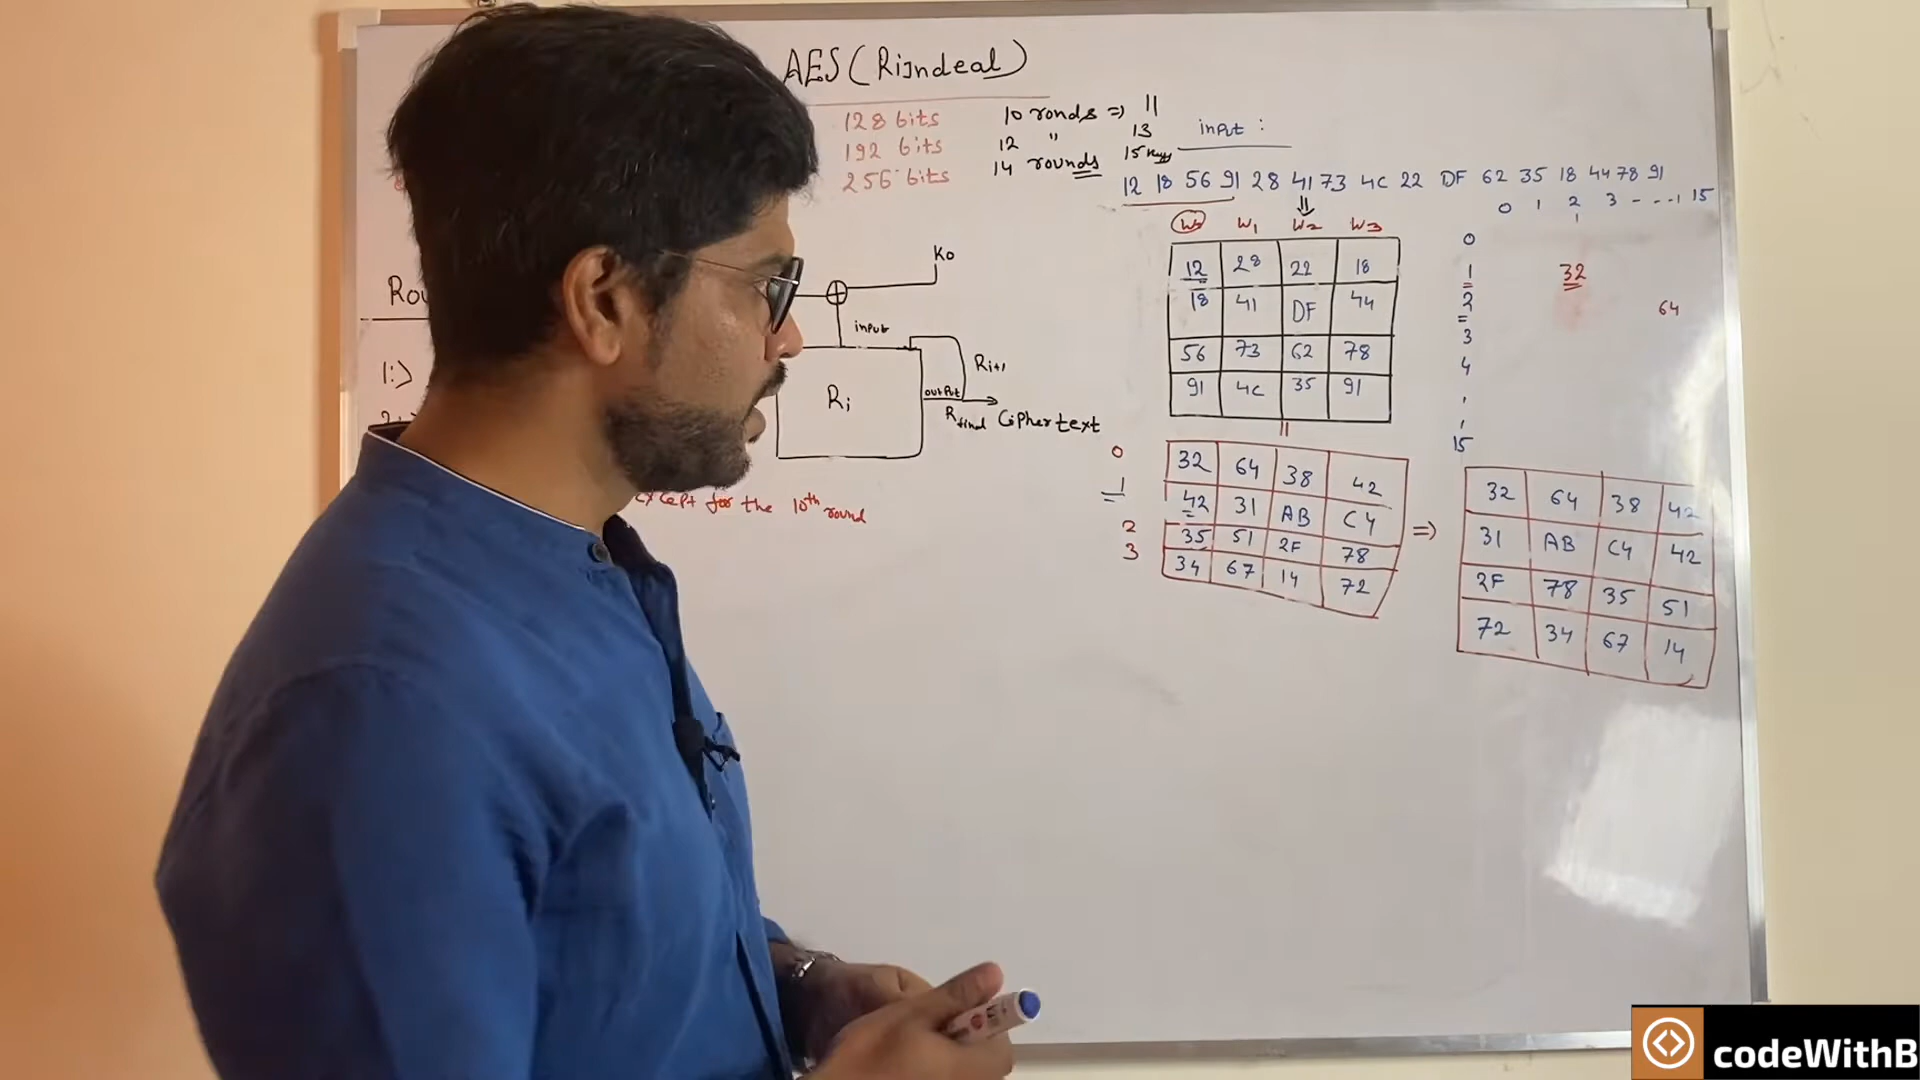 AES (Rijndeal)
128 bits
192 bits
256 bits
10 ronds => 11
12 " 13
14 rounds 15 keys
input :
12 18 56 91 28 41 73 4C 22 DF 62 35 18 44 78 91
0 1 2 3 - - - 15
W1 W2 W3
12 28 22 18
18 41 DF 44
56 73 62 78
91 4C 35 91
0
1 32
2 64
3
4
15
K0
input
Ri
output
Ri+1
Rfinal Ciphertext
Rou
1:)
except for the 10th round
0 32 64 38 42
1 42 31 AB C4
2 35 51 2F 78
3 34 67 14 72
=>
32 64 38 42
31 AB C4 42
2F 78 35 51
72 34 67 14
codeWithB